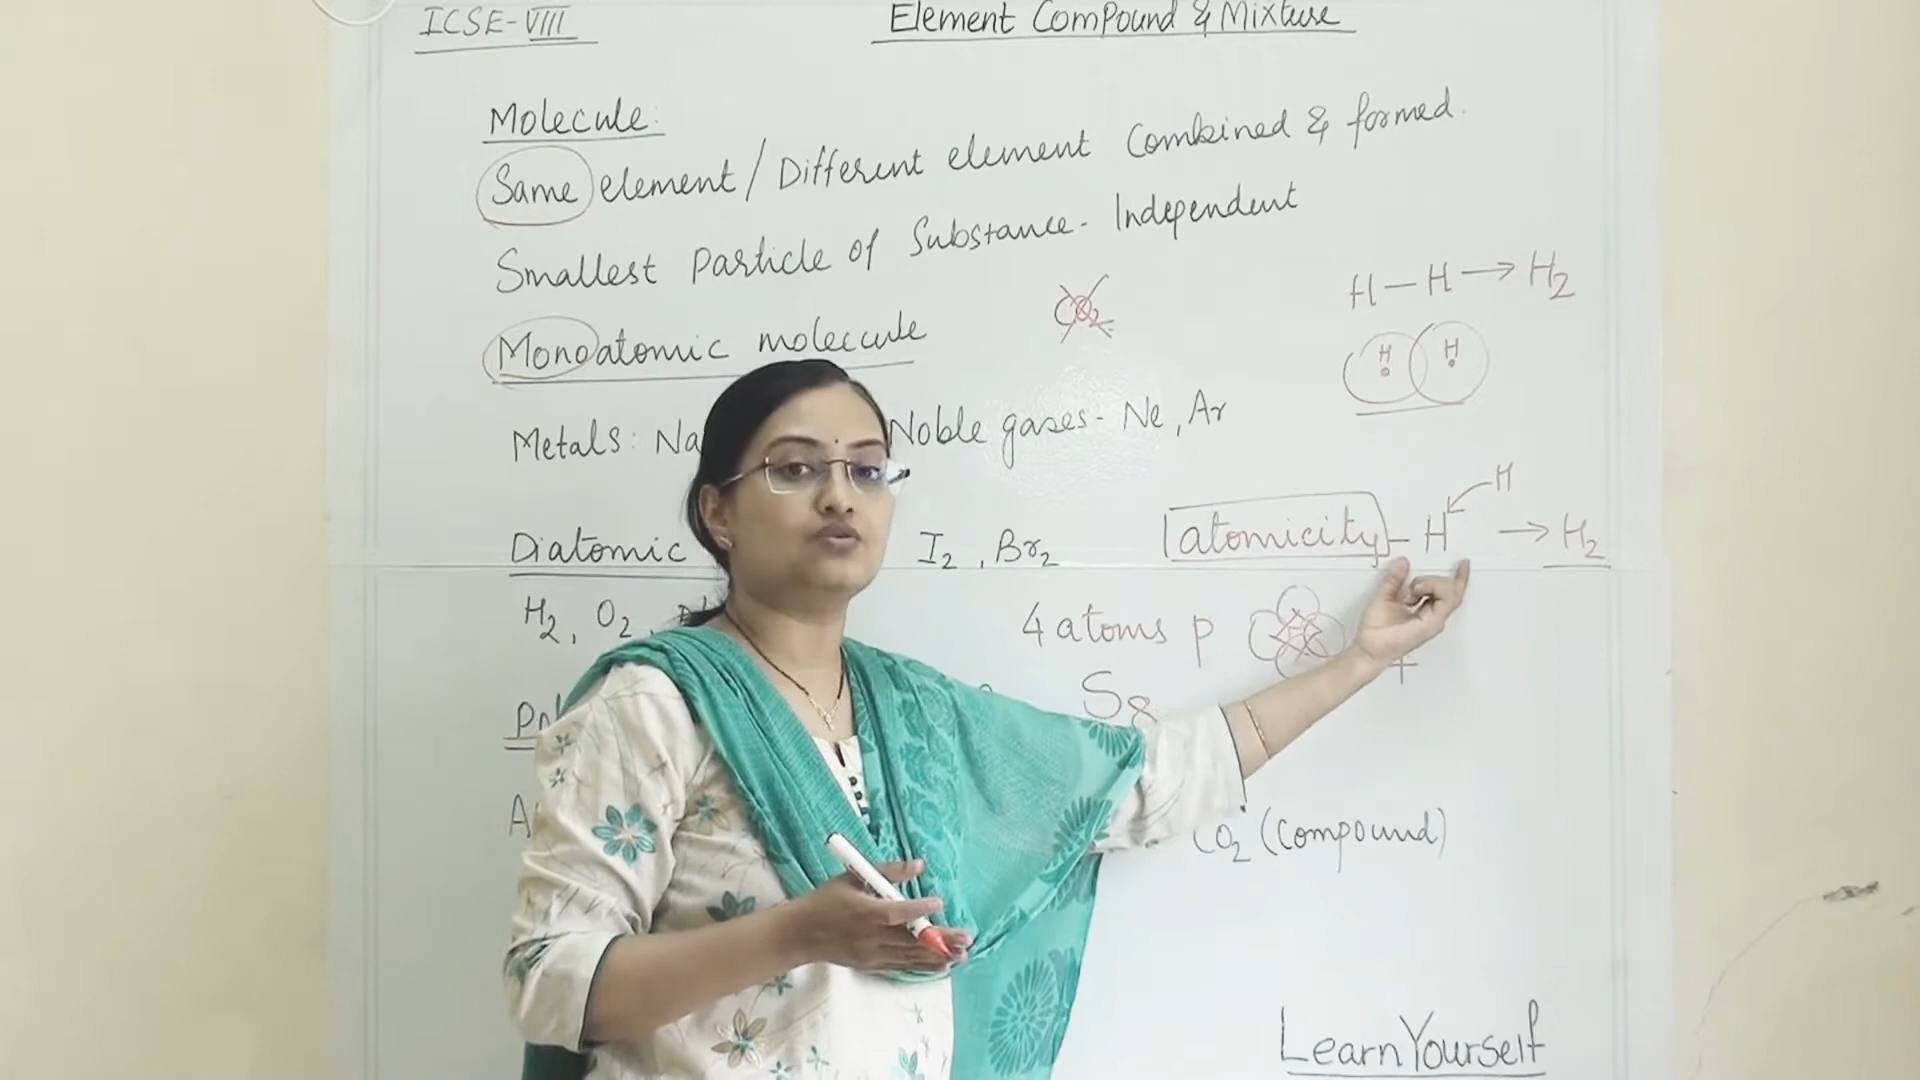 ICSE-VIII
Element Compound & Mixture
Molecule:
Same element / Different element Combined & formed.
Smallest Particle of Substance - Independent
H — H → H2
Monoatomic molecule
H H
Metals: Na
Noble gases - Ne, Ar
H
Diatomic
I2, Br2
atomicity - H → H2
H2, O2,
4 atoms P
S8
CO2 (Compound)
LearnYourself